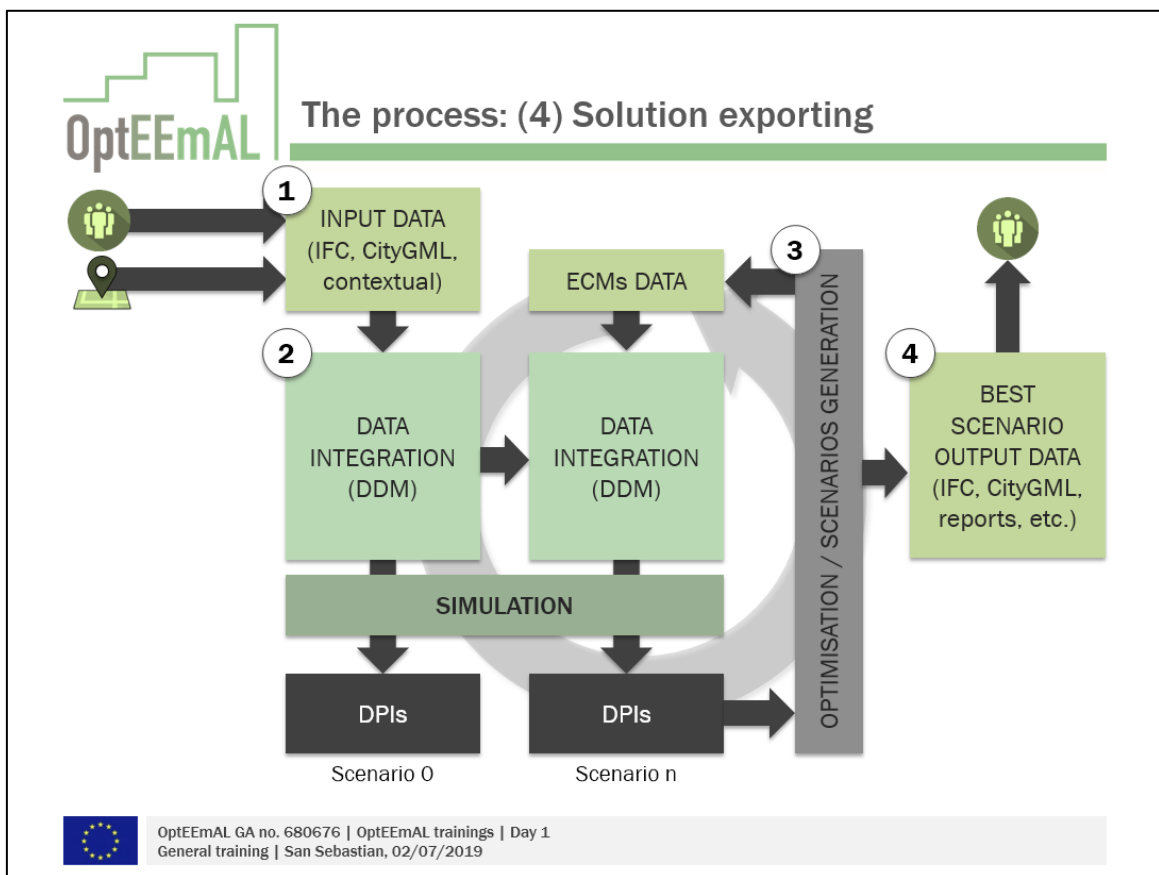 OptEEmAL
The process: (4) Solution exporting
1
INPUT DATA
(IFC, CityGML,
contextual)
2
DATA
INTEGRATION
(DDM)
ECMs DATA
DATA
INTEGRATION
(DDM)
SIMULATION
DPIs
Scenario 0
DPIs
Scenario n
3
OPTIMISATION / SCENARIOS GENERATION
4
BEST
SCENARIO
OUTPUT DATA
(IFC, CityGML,
reports, etc.)
OptEEmAL GA no. 680676 | OptEEmAL trainings | Day 1
General training | San Sebastian, 02/07/2019